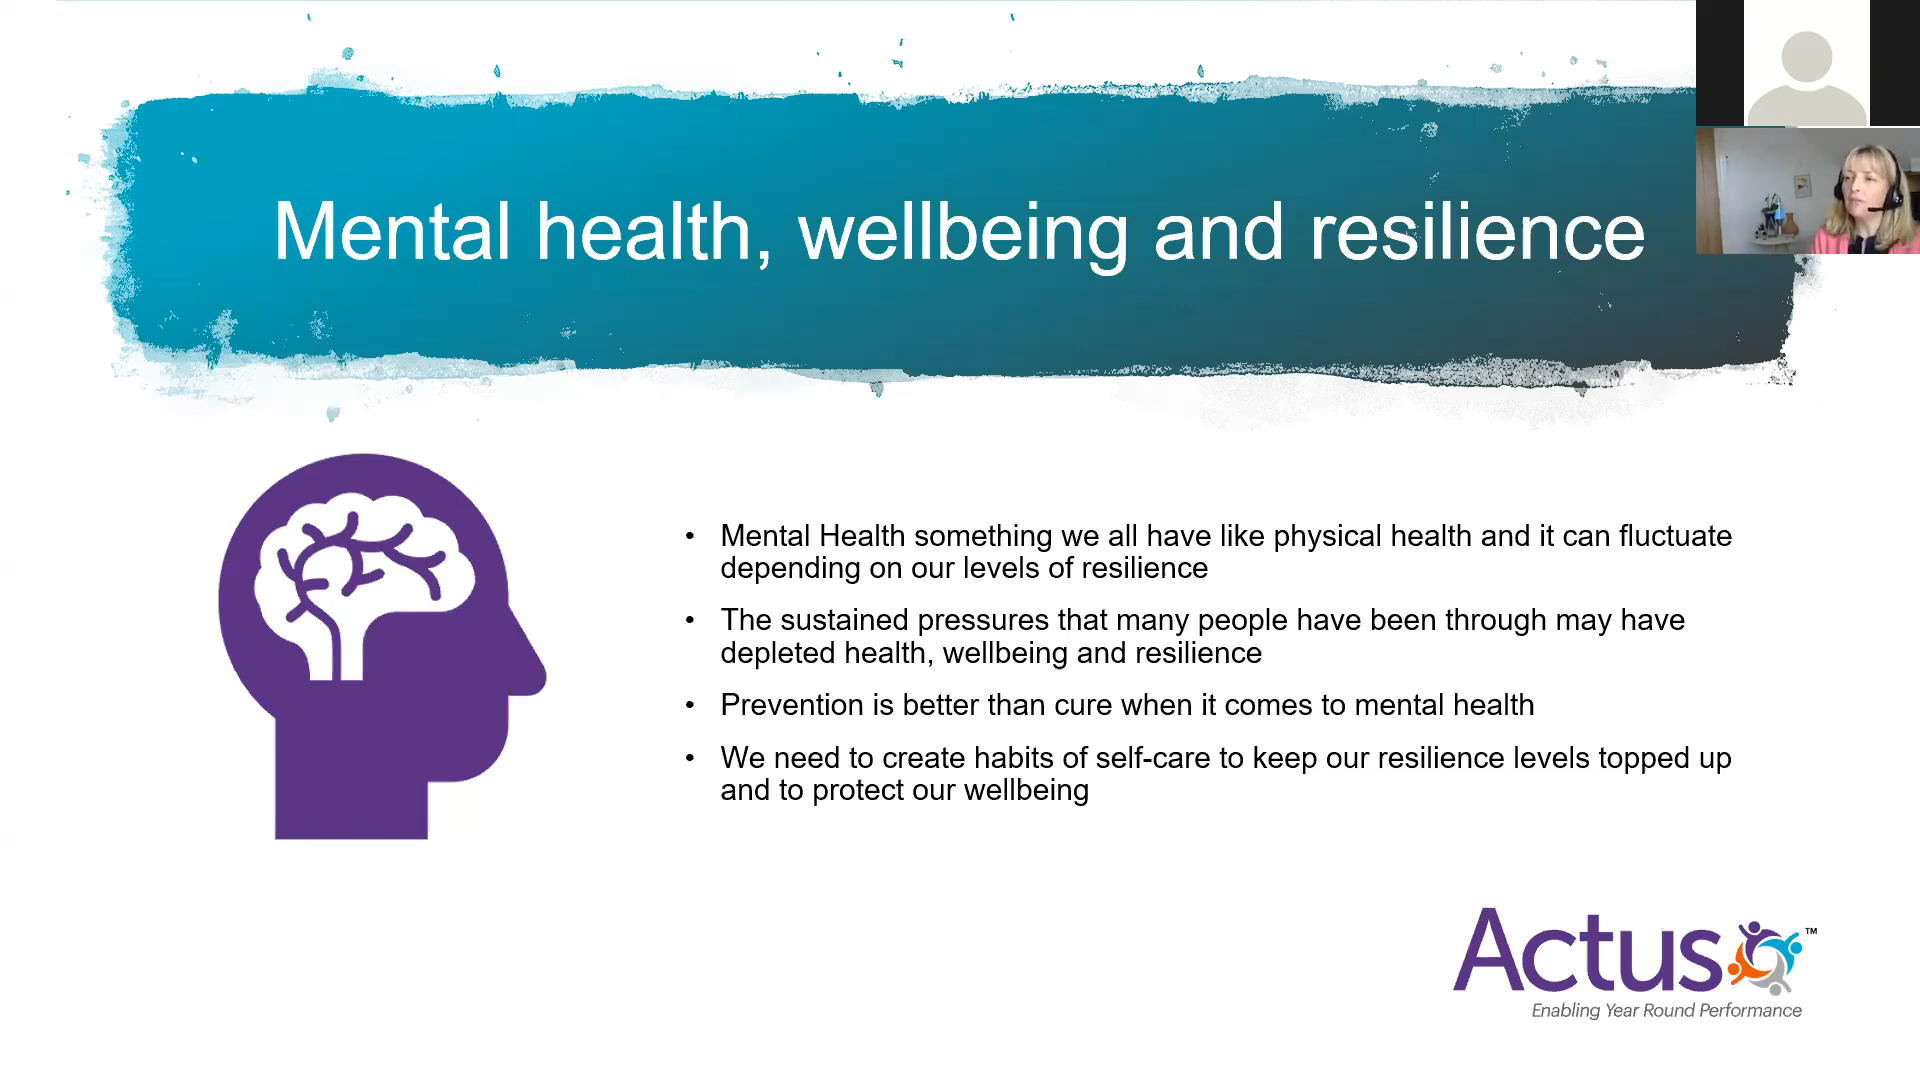 Mental health, wellbeing and resilience
• Mental Health something we all have like physical health and it can fluctuate
depending on our levels of resilience
• The sustained pressures that many people have been through may have
depleted health, wellbeing and resilience
• Prevention is better than cure when it comes to mental health
• We need to create habits of self-care to keep our resilience levels topped up
and to protect our wellbeing
Actus ™
Enabling Year Round Performance